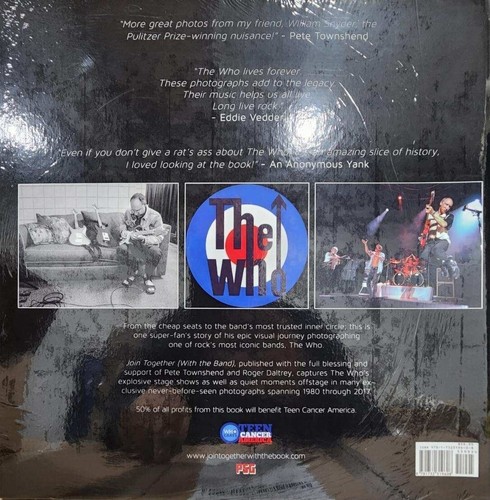 "More great photos from my friend, William Snyder, the
Pulitzer Prize-winning nuisance!" - Pete Townshend
"The Who lives forever.
These photographs add to the legacy.
Their music helps us all live.
Long live rock
- Eddie Vedder
"Even if you don't give a rat's ass about The Who amazing slice of history,
I loved looking at the book!" - An Anonymous Yank
The
Who
From the cheap seats to the band's most trusted inner circle, this is
one super-fan's story of his epic visual journey photographing
one of rock's most iconic bands, The Who
Join Together (With the Band), published with the full blessing and
support of Pete Townshend and Roger Daltrey, captures The Who's
explosive stage shows as well as quiet moments offstage in many ex-
clusive never-before-seen photographs spanning 1980 through 2017
50% of all profits from this book will benefit Teen Cancer America.
TEEN
CANCER
AMERICA
www.jointogetherwiththebook.com
PSG